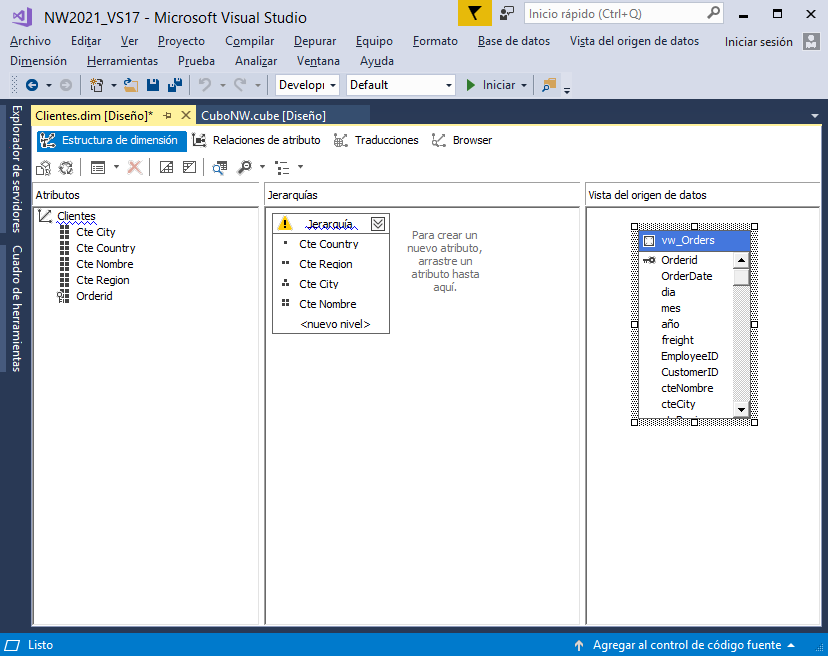 NW2021_VS17 - Microsoft Visual Studio
Inicio rápido (Ctrl+Q)
Archivo Editar Ver Proyecto Compilar Depurar Equipo Formato Base de datos Vista del origen de datos Iniciar sesión
Dimensión Herramientas Prueba Analizar Ventana Ayuda
Developi Default Iniciar
Explorador de servidores
Cuadro de herramientas
Clientes.dim [Diseño]* CuboNW.cube [Diseño]
Estructura de dimensión Relaciones de atributo Traducciones Browser
Atributos
Clientes
Cte City
Cte Country
Cte Nombre
Cte Region
Orderid
Jerarquías
Jerarquía
Cte Country
Cte Region
Cte City
Cte Nombre
<nuevo nivel>
Para crear un
nuevo atributo,
arrastre un
atributo hasta
aquí.
Vista del origen de datos
vw_Orders
Orderid
OrderDate
dia
mes
año
freight
EmployeeID
CustomerID
cteNombre
cteCity
Listo
Agregar al control de código fuente